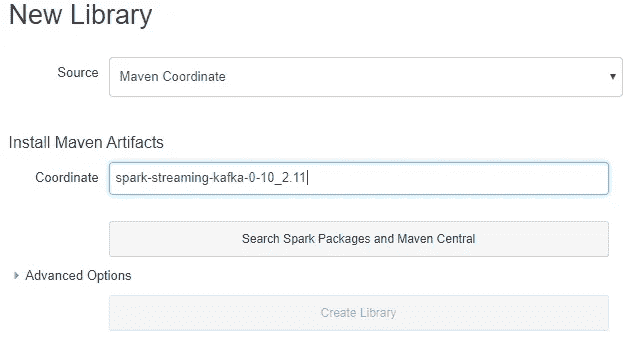 New Library
Source Maven Coordinate
Install Maven Artifacts
Coordinate spark-streaming-kafka-0-10_2.11
Search Spark Packages and Maven Central
Advanced Options
Create Library